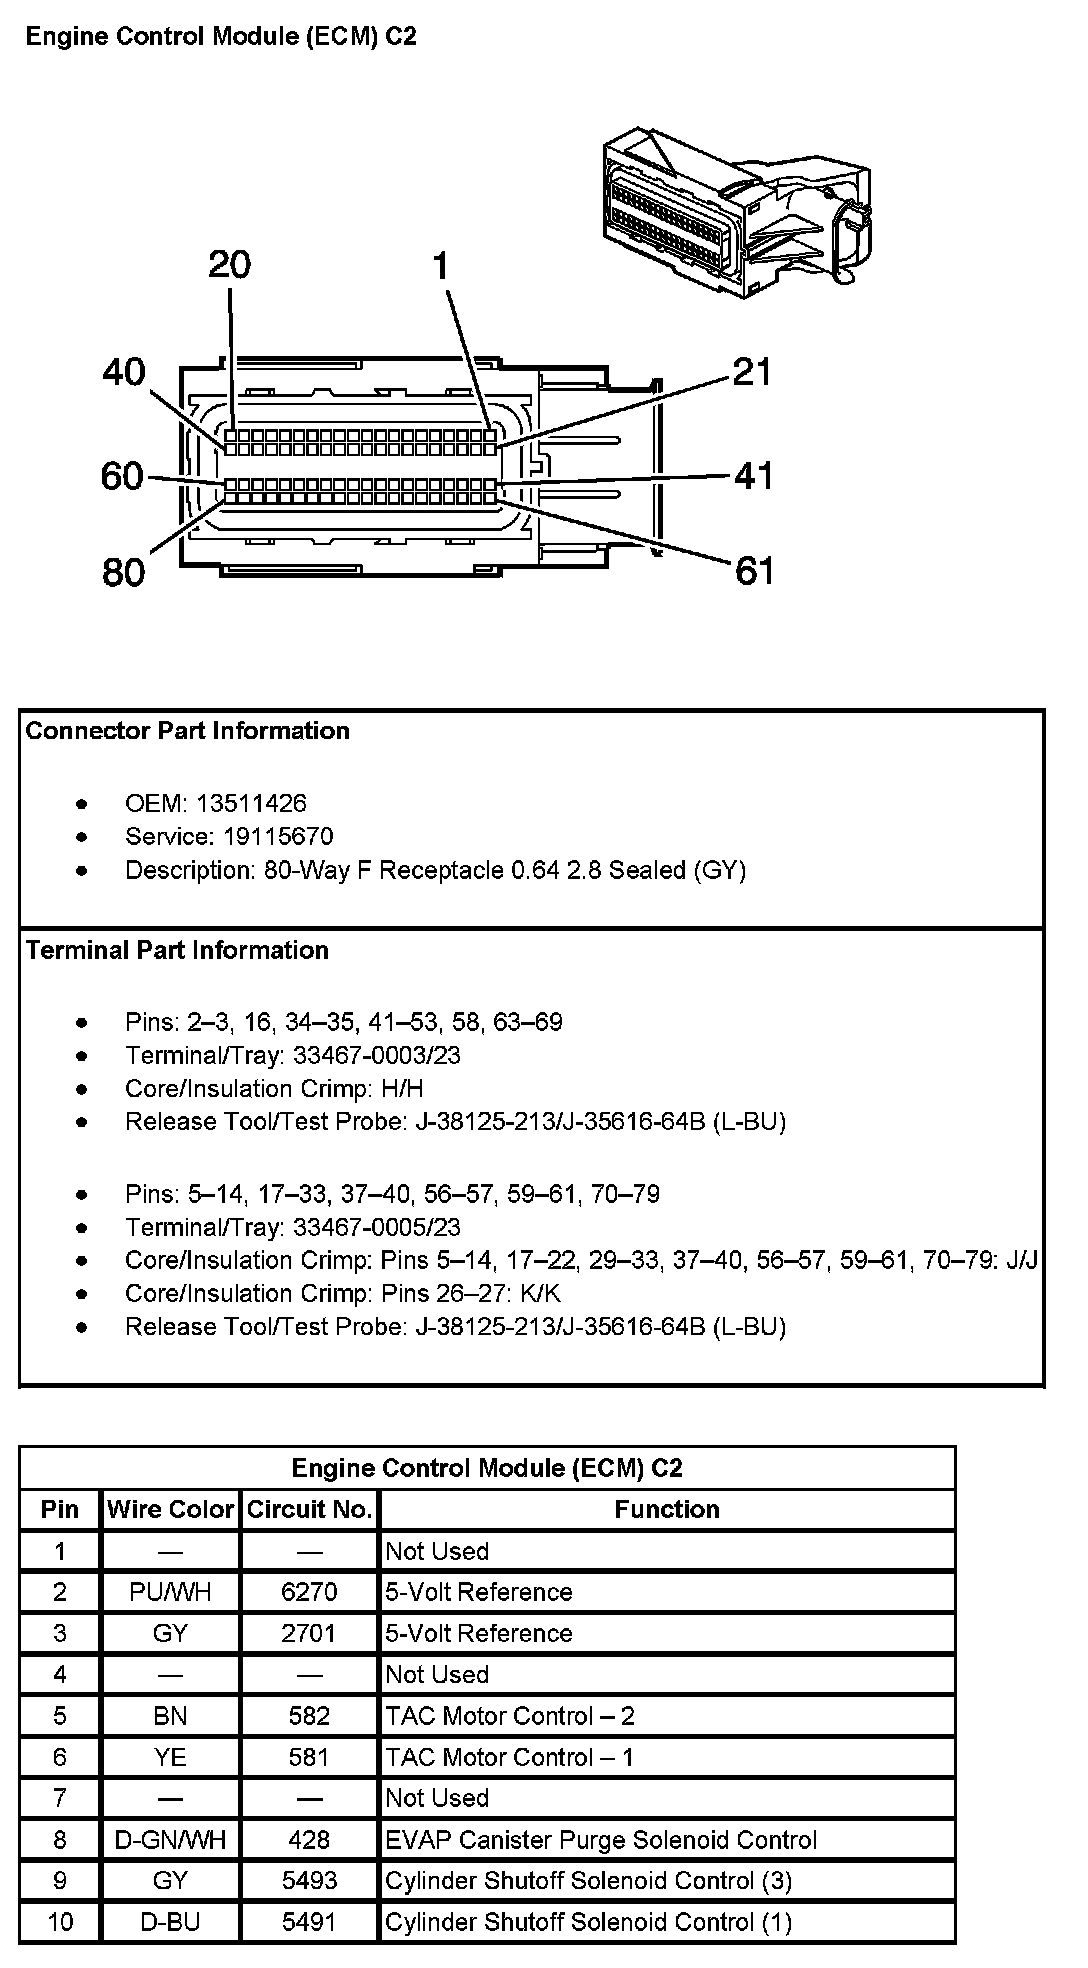 Engine Control Module (ECM) C2
20 1
40 21
60 41
80 61
Connector Part Information
● OEM: 13511426
● Service: 19115670
● Description: 80-Way F Receptacle 0.64 2.8 Sealed (GY)
Terminal Part Information
● Pins: 2–3, 16, 34–35, 41–53, 58, 63–69
● Terminal/Tray: 33467-0003/23
● Core/Insulation Crimp: H/H
● Release Tool/Test Probe: J-38125-213/J-35616-64B (L-BU)
● Pins: 5–14, 17–33, 37–40, 56–57, 59–61, 70–79
● Terminal/Tray: 33467-0005/23
● Core/Insulation Crimp: Pins 5–14, 17–22, 29–33, 37–40, 56–57, 59–61, 70–79: J/J
● Core/Insulation Crimp: Pins 26–27: K/K
● Release Tool/Test Probe: J-38125-213/J-35616-64B (L-BU)
Engine Control Module (ECM) C2
Pin Wire Color Circuit No. Function
1 — — Not Used
2 PU/WH 6270 5-Volt Reference
3 GY 2701 5-Volt Reference
4 — — Not Used
5 BN 582 TAC Motor Control – 2
6 YE 581 TAC Motor Control – 1
7 — — Not Used
8 D-GN/WH 428 EVAP Canister Purge Solenoid Control
9 GY 5493 Cylinder Shutoff Solenoid Control (3)
10 D-BU 5491 Cylinder Shutoff Solenoid Control (1)